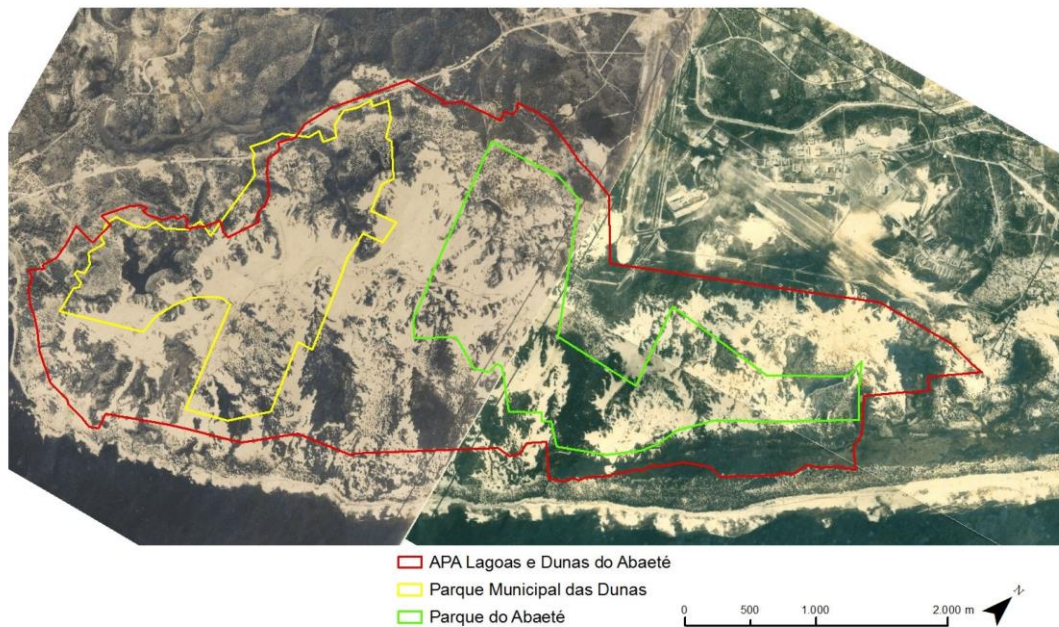 APA Lagoas e Dunas do Abaeté
Parque Municipal das Dunas
Parque do Abaeté
0 500 1.000 2.000 m
N